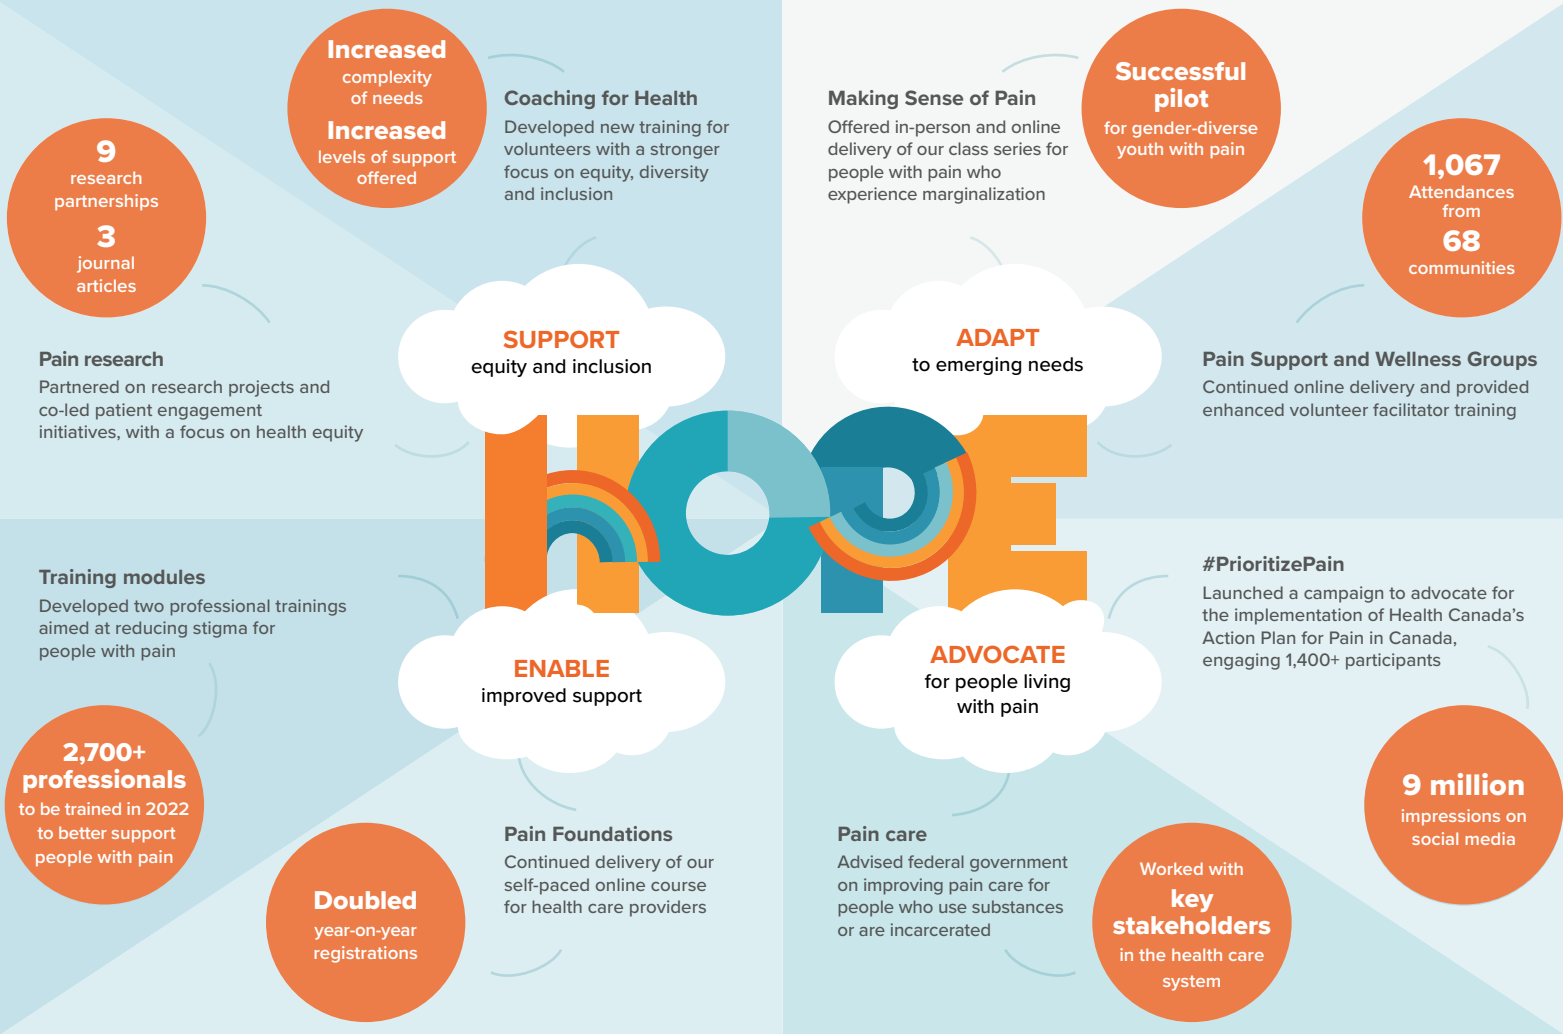 Increased
complexity
of needs
Increased
levels of support
offered
Coaching for Health
Developed new training for
volunteers with a stronger
focus on equity, diversity
and inclusion
9
research
partnerships
3
journal
articles
Pain research
Partnered on research projects and
co-led patient engagement
initiatives, with a focus on health equity
SUPPORT
equity and inclusion
Making Sense of Pain
Offered in-person and online
delivery of our class series for
people with pain who
experience marginalization
Successful
pilot
for gender-diverse
youth with pain
1,067
Attendances
from
68
communities
ADAPT
to emerging needs
Pain Support and Wellness Groups
Continued online delivery and provided
enhanced volunteer facilitator training
HOPE
Training modules
Developed two professional trainings
aimed at reducing stigma for
people with pain
2,700+
professionals
to be trained in 2022
to better support
people with pain
ENABLE
improved support
Doubled
year-on-year
registrations
Pain Foundations
Continued delivery of our
self-paced online course
for health care providers
ADVOCATE
for people living
with pain
#PrioritizePain
Launched a campaign to advocate for
the implementation of Health Canada’s
Action Plan for Pain in Canada,
engaging 1,400+ participants
9 million
impressions on
social media
Pain care
Advised federal government
on improving pain care for
people who use substances
or are incarcerated
Worked with
key
stakeholders
in the health care
system